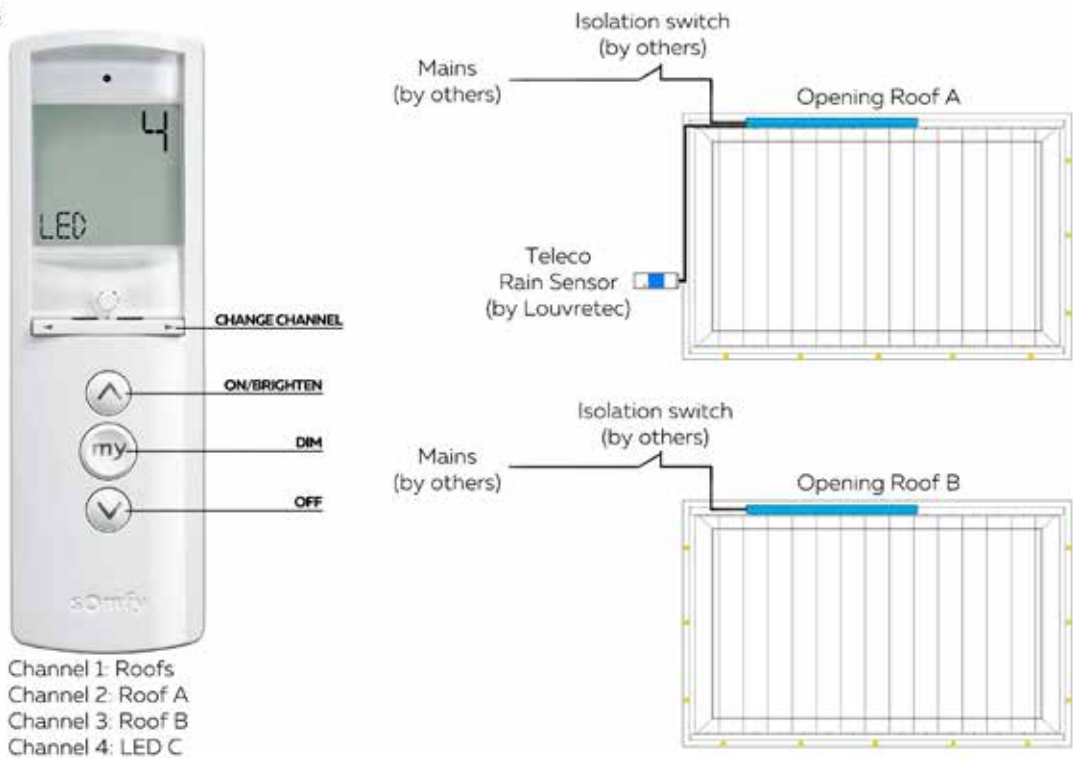 4
LED
CHANGE CHANNEL
ON/BRIGHTEN
my
DIM
OFF
somfy
Channel 1: Roofs
Channel 2: Roof A
Channel 3: Roof B
Channel 4: LED C
Isolation switch
(by others)
Mains
(by others)
Opening Roof A
Teleco
Rain Sensor
(by Louvretec)
Isolation switch
(by others)
Mains
(by others)
Opening Roof B